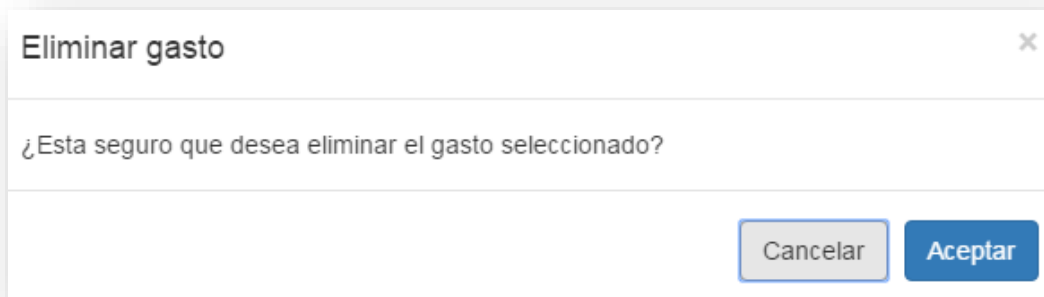 Eliminar gasto
×
¿Esta seguro que desea eliminar el gasto seleccionado?
Cancelar Aceptar